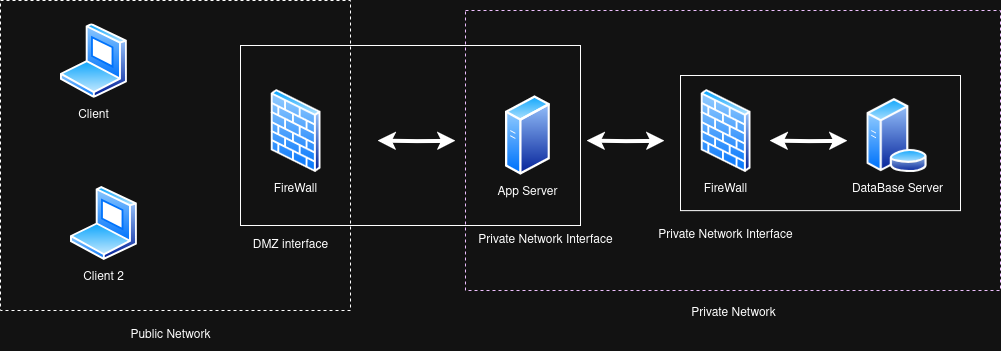 Client
FireWall
App Server
FireWall
DataBase Server
Client 2
DMZ interface
Private Network Interface
Private Network Interface
Public Network
Private Network